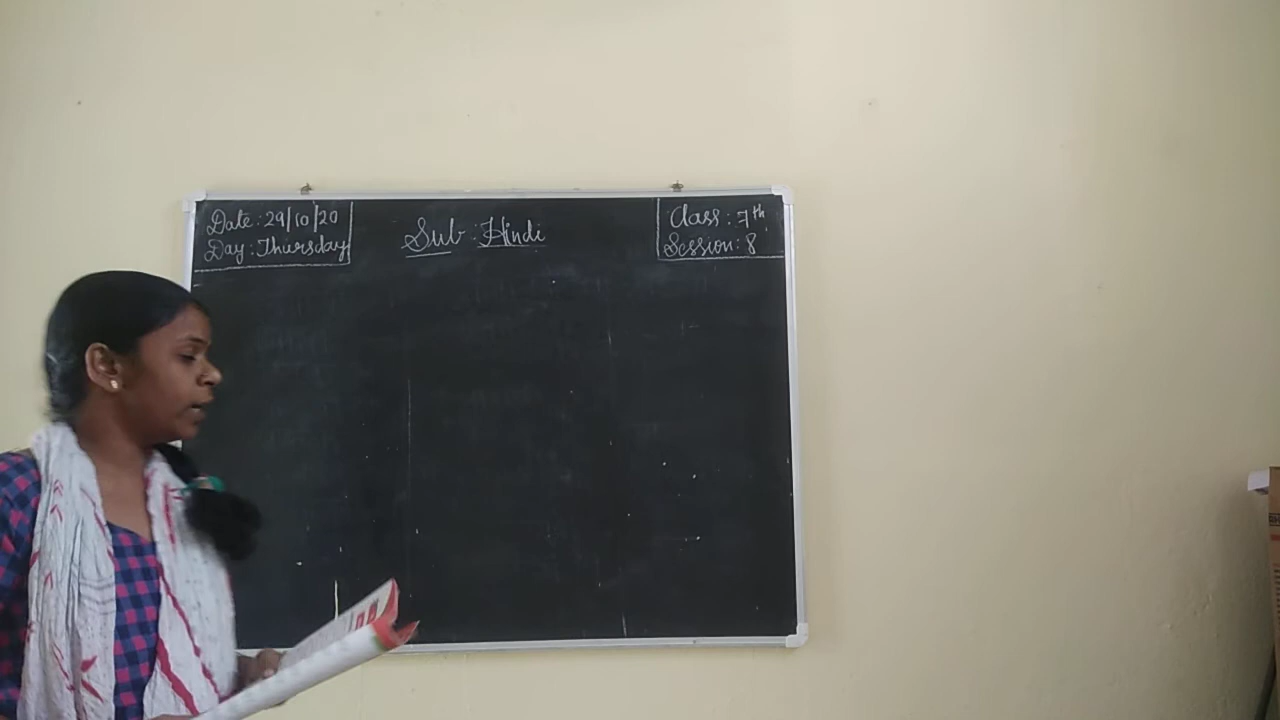 Date : 29/10/20
Day : Thursday
Sub : Hindi
Class : 7th
Session : 8